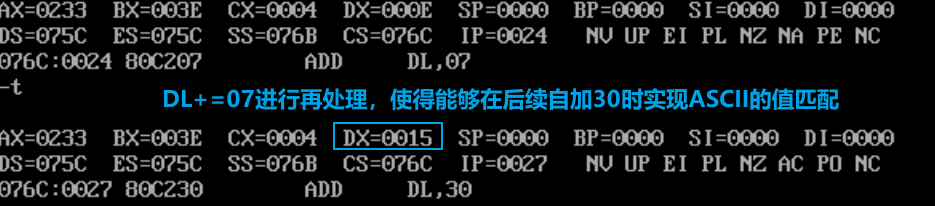 AX=0233 BX=003E CX=0004 DX=000E SP=0000 BP=0000 SI=0000 DI=0000
DS=075C ES=075C SS=076B CS=076C IP=0024 NV UP EI PL NZ NA PE NC
076C:0024 80C207 ADD DL,07
-t
DL+=07进行再处理，使得能够在后续自加30时实现ASCII的值匹配
AX=0233 BX=003E CX=0004 DX=0015 SP=0000 BP=0000 SI=0000 DI=0000
DS=075C ES=075C SS=076B CS=076C IP=0027 NV UP EI PL NZ AC PO NC
076C:0027 80C230 ADD DL,30